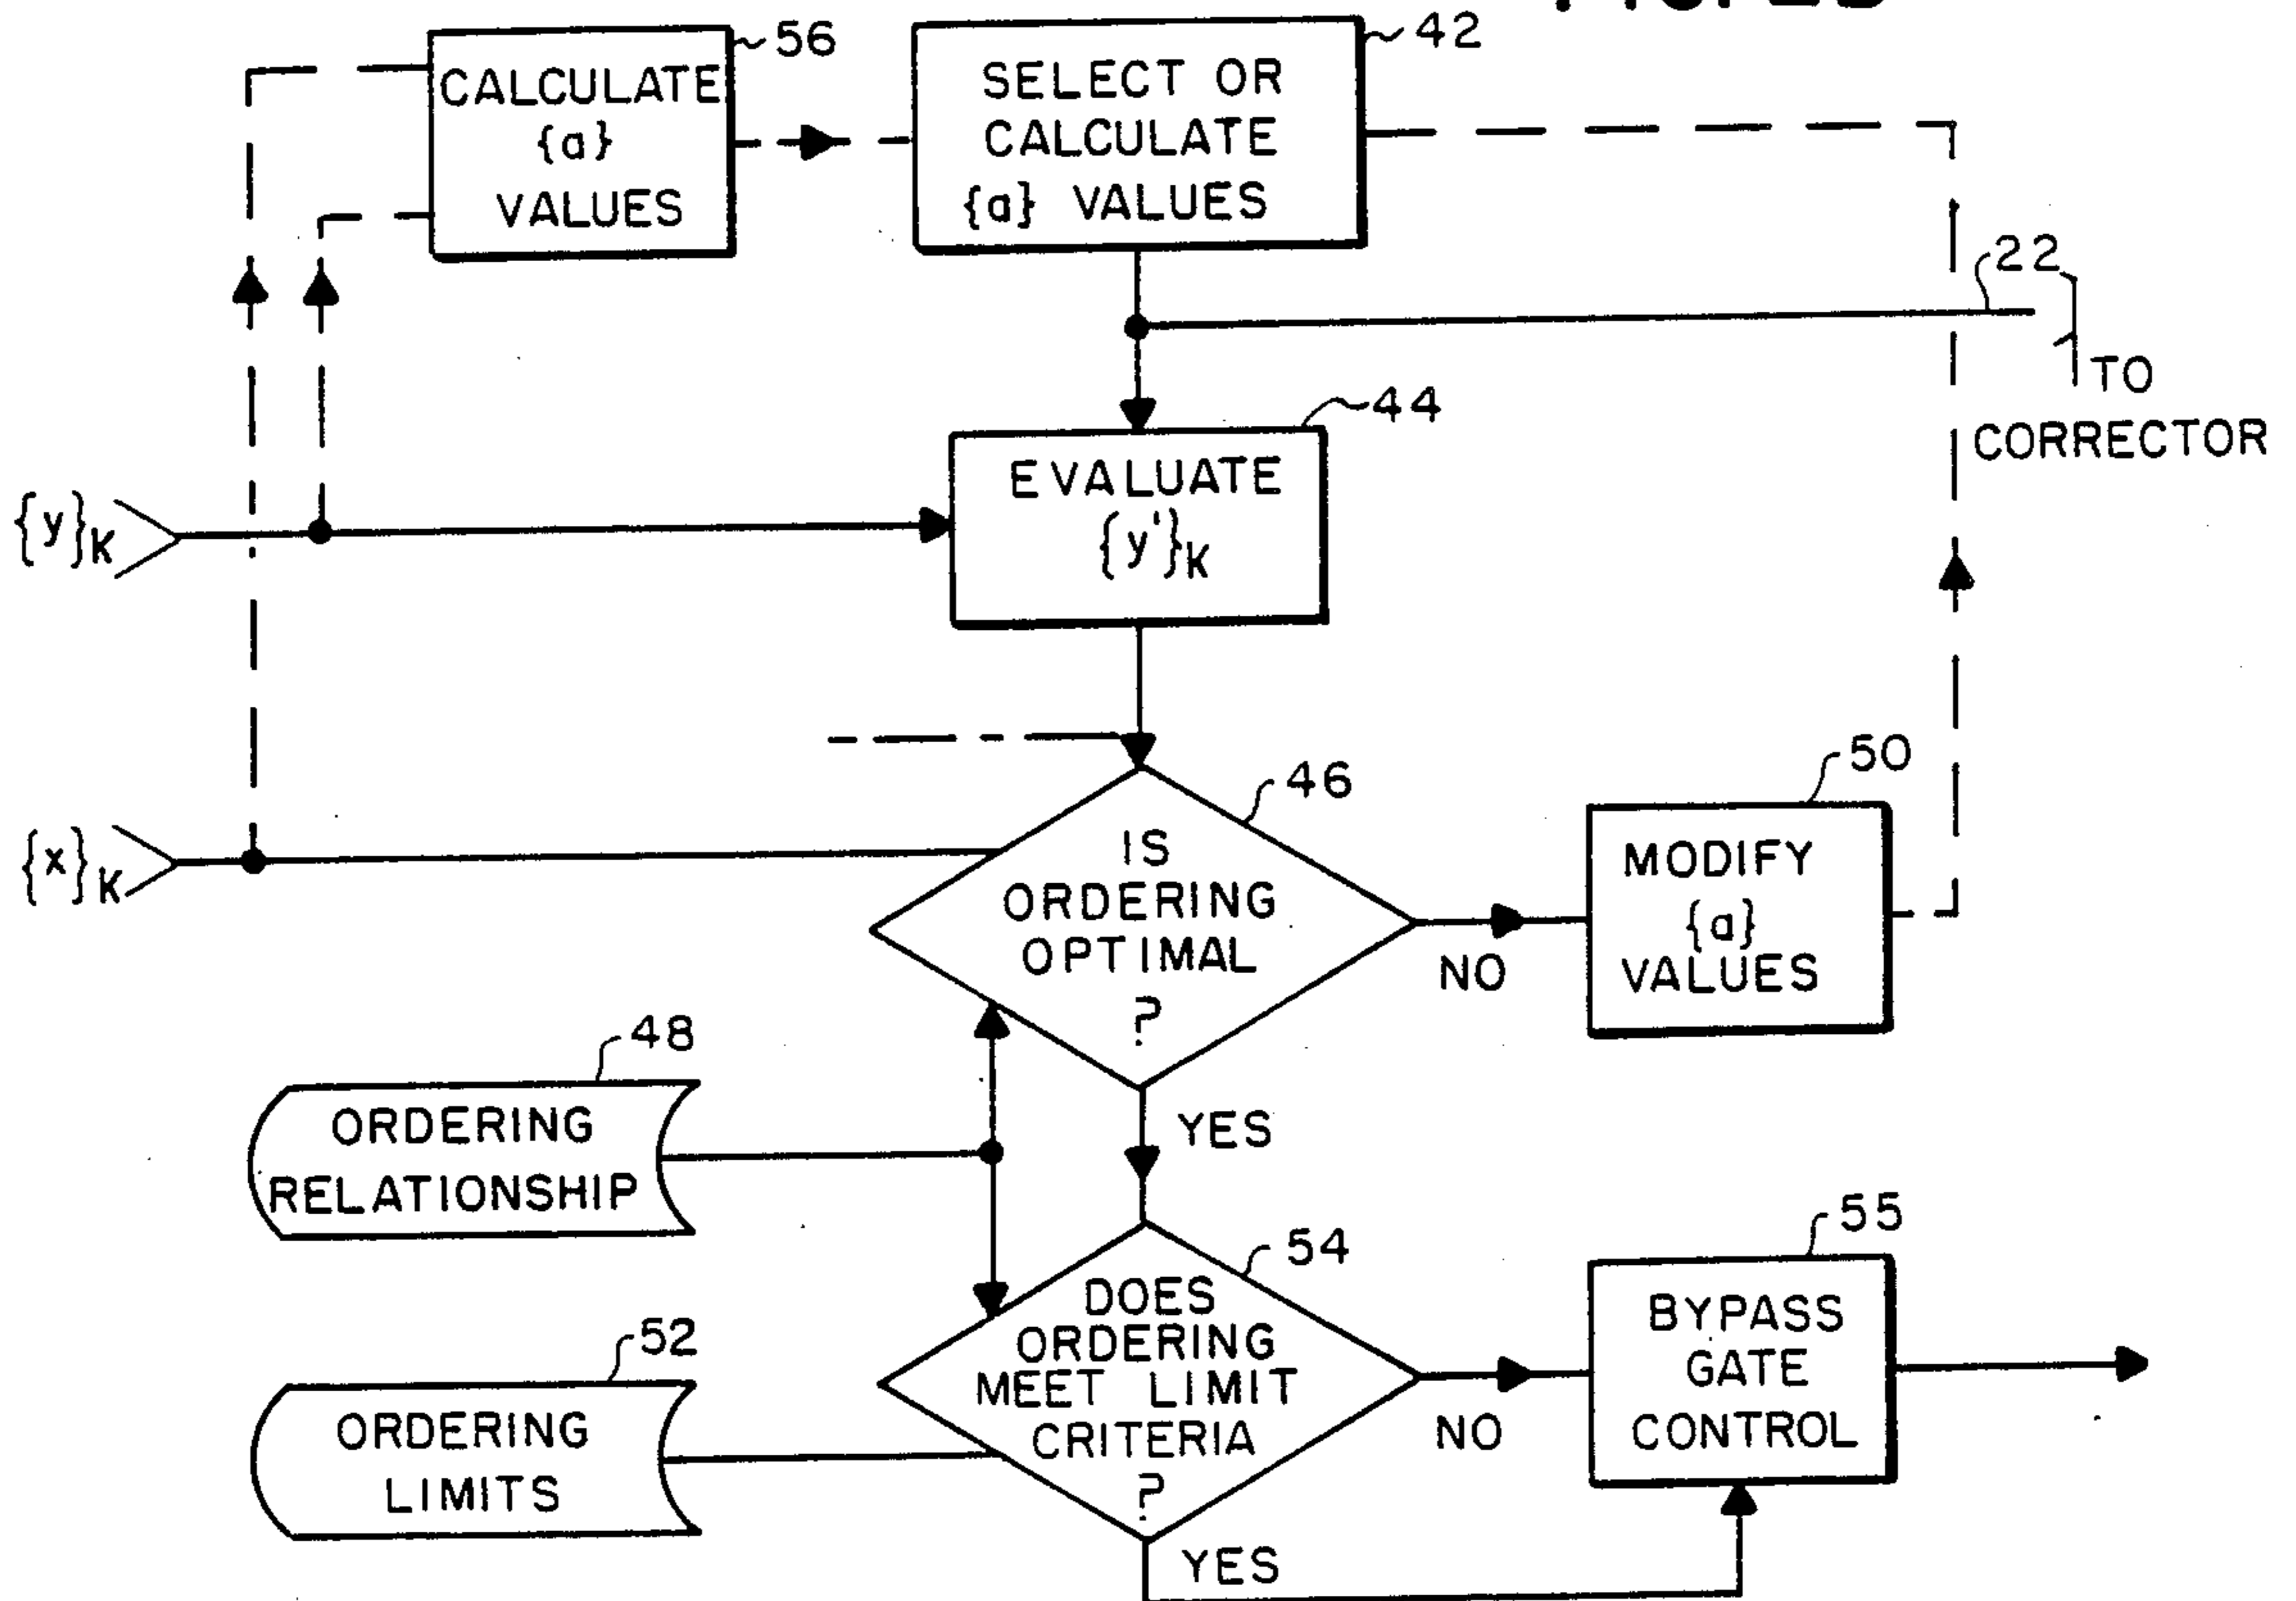 56
CALCULATE
{a}
VALUES
42
SELECT OR
CALCULATE
{a} VALUES
22
TO
CORRECTOR
44
EVALUATE
{y'}K
{y}K
46
IS
ORDERING
OPTIMAL
?
{x}K
NO
50
MODIFY
{a}
VALUES
48
ORDERING
RELATIONSHIP
YES
54
DOES
ORDERING
MEET LIMIT
CRITERIA
?
52
ORDERING
LIMITS
NO
55
BYPASS
GATE
CONTROL
YES